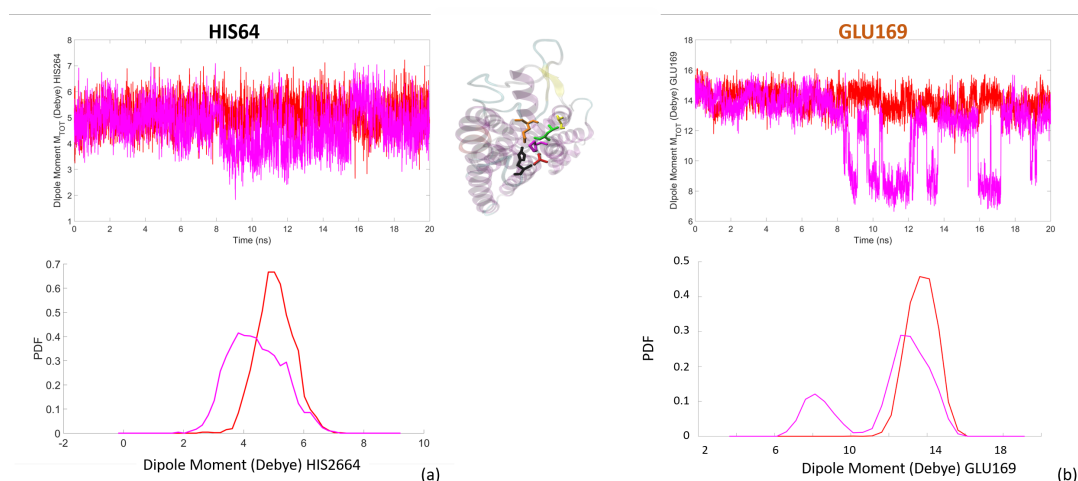 HIS64
GLU169
Dipole Moment M_TOT (Debye) HIS264
8
7
6
5
4
3
2
1
0 2 4 6 8 10 12 14 16 18 20
Time (ns)
DIpole Moment M_TOT (Debye) GLU169
16
14
12
10
8
6
0 2 4 6 8 10 12 14 16 18 20
Time (ns)
PDF
0.7
0.6
0.5
0.4
0.3
0.2
0.1
0
-2 0 2 4 6 8 10
Dipole Moment (Debye) HIS2664
(a)
PDF
0.5
0.4
0.3
0.2
0.1
0
2 4 6 8 10 12 14 16 18
Dipole Moment (Debye) GLU169
(b)